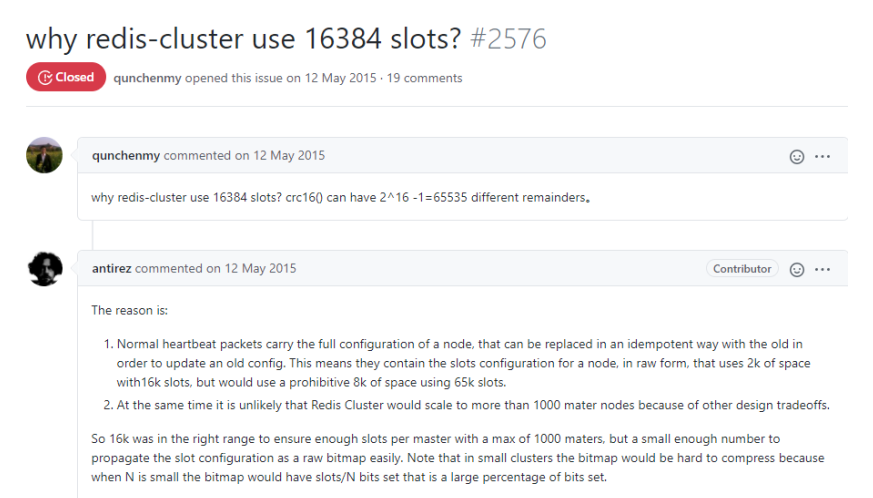 why redis-cluster use 16384 slots? #2576
Closed qunchenmy opened this issue on 12 May 2015 · 19 comments
qunchenmy commented on 12 May 2015
why redis-cluster use 16384 slots? crc16() can have 2^16 -1=65535 different remainders。
antirez commented on 12 May 2015 Contributor
The reason is:
1. Normal heartbeat packets carry the full configuration of a node, that can be replaced in an idempotent way with the old in
order to update an old config. This means they contain the slots configuration for a node, in raw form, that uses 2k of space
with16k slots, but would use a prohibitive 8k of space using 65k slots.
2. At the same time it is unlikely that Redis Cluster would scale to more than 1000 mater nodes because of other design tradeoffs.
So 16k was in the right range to ensure enough slots per master with a max of 1000 maters, but a small enough number to
propagate the slot configuration as a raw bitmap easily. Note that in small clusters the bitmap would be hard to compress because
when N is small the bitmap would have slots/N bits set that is a large percentage of bits set.